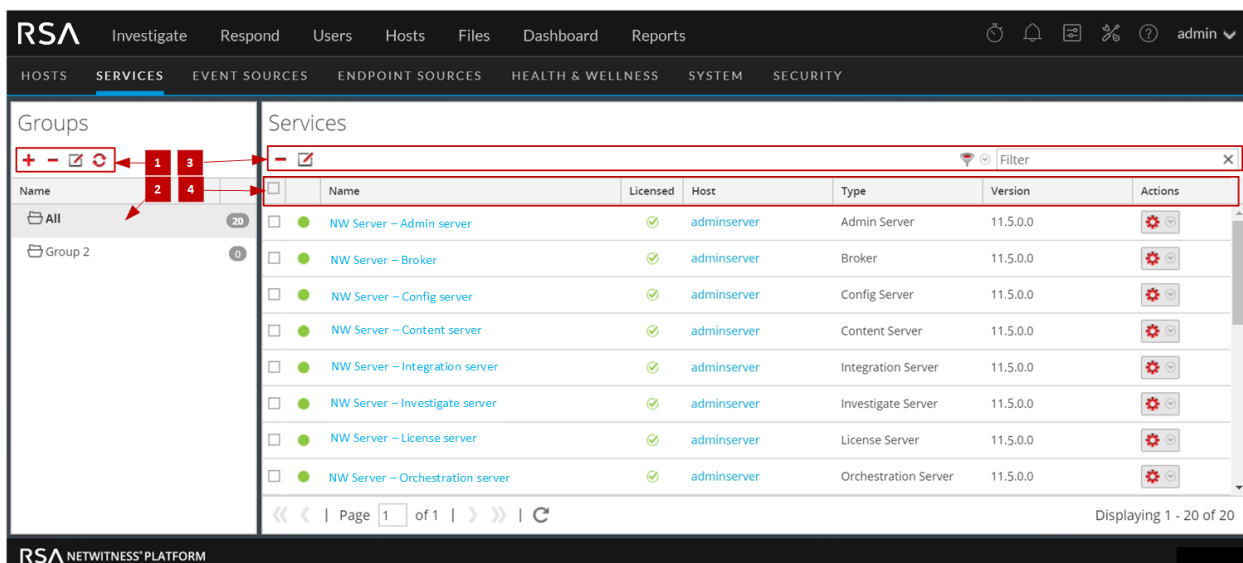 RSA Investigate Respond Users Hosts Files Dashboard Reports admin
HOSTS SERVICES EVENT SOURCES ENDPOINT SOURCES HEALTH & WELLNESS SYSTEM SECURITY
Groups
1
Name
2
All 20
Group 2 0
Services
3
Filter
4
Name Licensed Host Type Version Actions
NW Server – Admin server adminserver Admin Server 11.5.0.0
NW Server – Broker adminserver Broker 11.5.0.0
NW Server – Config server adminserver Config Server 11.5.0.0
NW Server – Content server adminserver Content Server 11.5.0.0
NW Server – Integration server adminserver Integration Server 11.5.0.0
NW Server – Investigate server adminserver Investigate Server 11.5.0.0
NW Server – License server adminserver License Server 11.5.0.0
NW Server – Orchestration server adminserver Orchestration Server 11.5.0.0
Page 1 of 1 Displaying 1 - 20 of 20
RSA NETWITNESS® PLATFORM